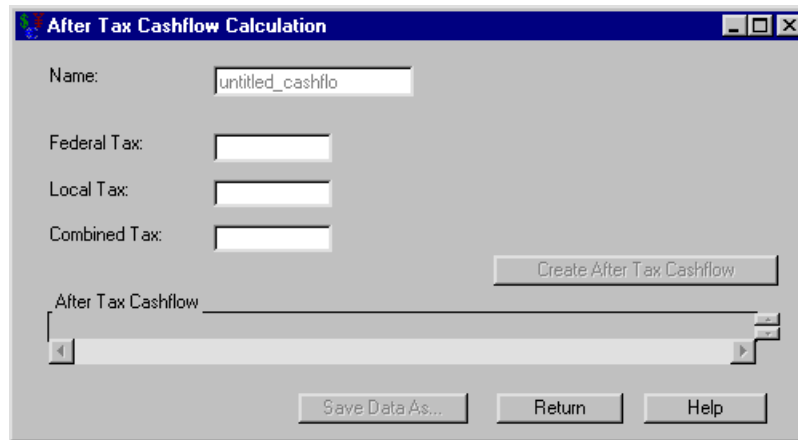 After Tax Cashflow Calculation
Name:
untitled_cashflo
Federal Tax:
Local Tax:
Combined Tax:
Create After Tax Cashflow
After Tax Cashflow
Save Data As... Return Help